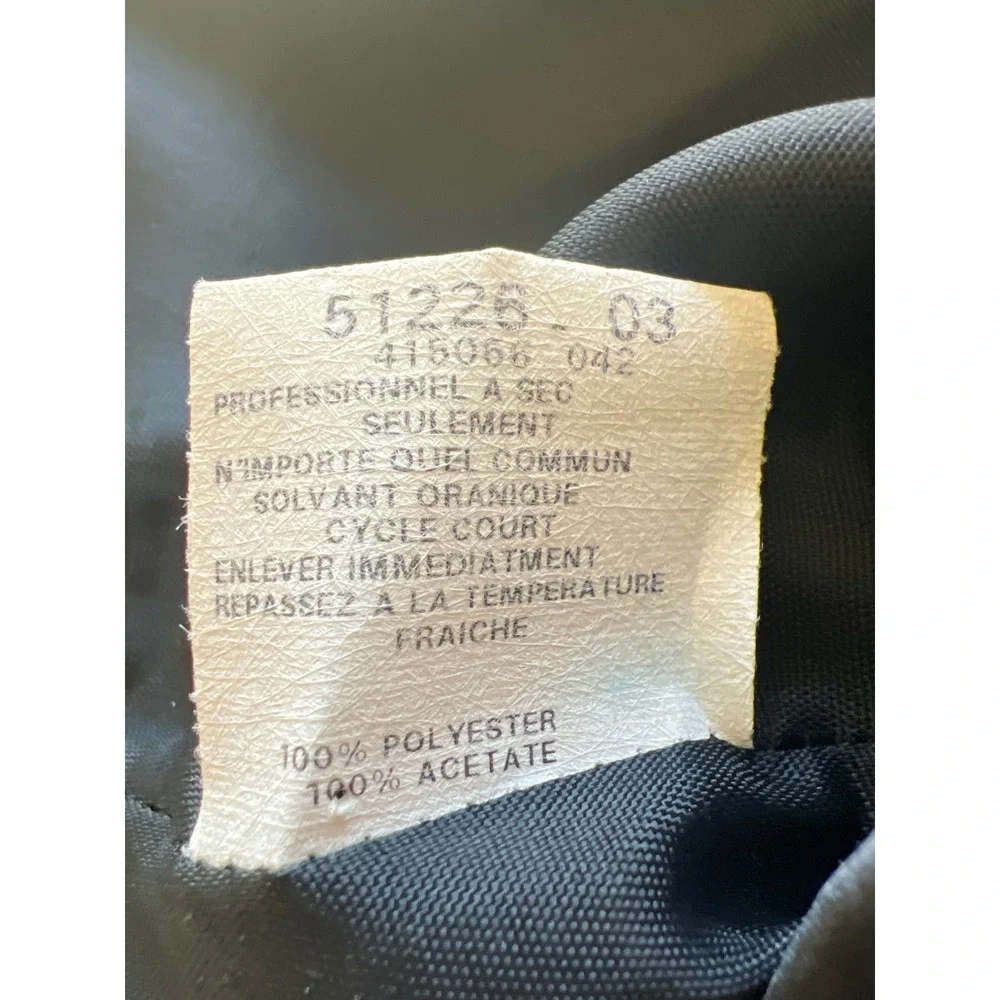 51226 - 03
415066 042
PROFESSIONNEL A SEC
SEULEMENT
N'IMPORTE QUEL COMMUN
SOLVANT ORANIQUE
CYCLE COURT
ENLEVER IMMEDIATMENT
REPASSEZ A LA TEMPERATURE
FRAICHE
100% POLYESTER
100% ACETATE